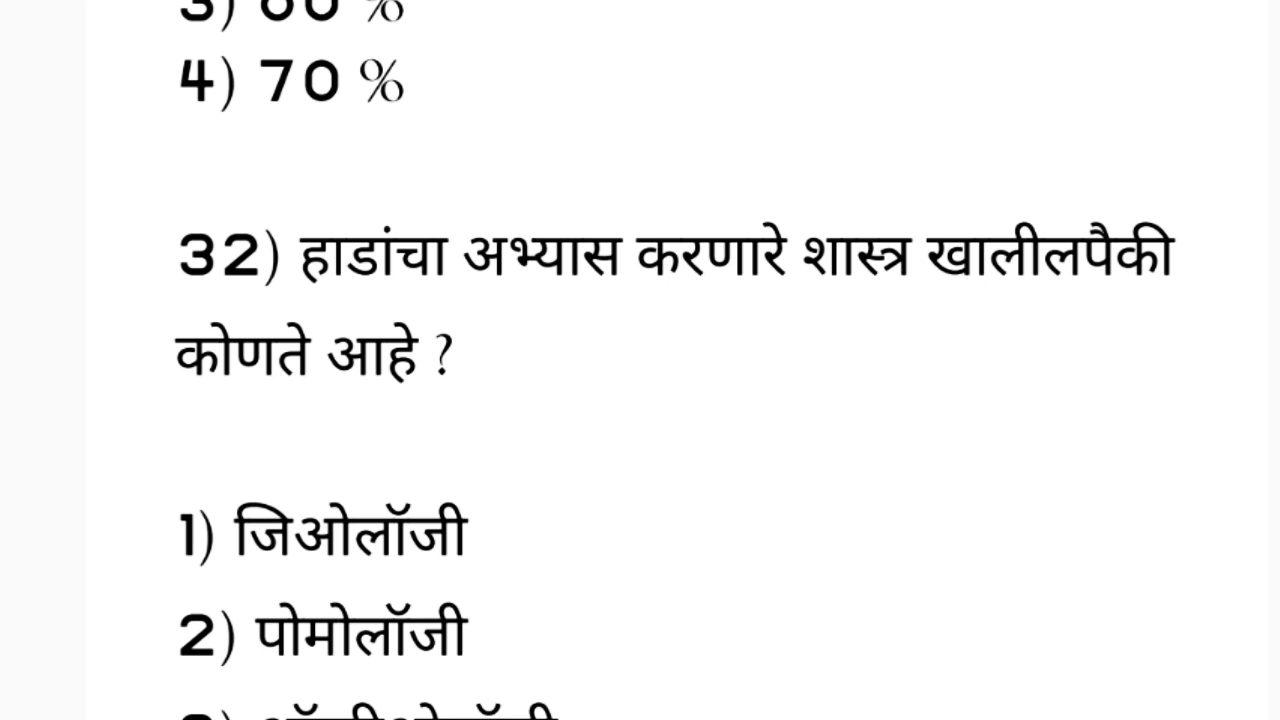 4) 70 %
32) हाडांचा अभ्यास करणारे शास्त्र खालीलपैकी
कोणते आहे ?
1) जिओलॉजी
2) पोमोलॉजी